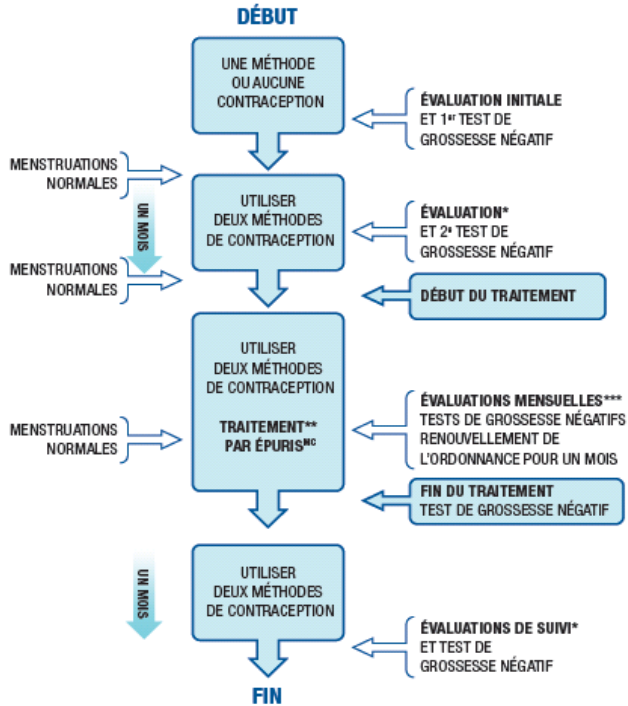 DÉBUT
UNE MÉTHODE
OU AUCUNE
CONTRACEPTION
ÉVALUATION INITIALE
ET 1er TEST DE
GROSSESSE NÉGATIF
MENSTRUATIONS
NORMALES
UN MOIS
UTILISER
DEUX MÉTHODES
DE CONTRACEPTION
ÉVALUATION*
ET 2e TEST DE
GROSSESSE NÉGATIF
MENSTRUATIONS
NORMALES
DÉBUT DU TRAITEMENT
UTILISER
DEUX MÉTHODES
DE CONTRACEPTION
TRAITEMENT**
PAR ÉPURISMC
MENSTRUATIONS
NORMALES
ÉVALUATIONS MENSUELLES***
TESTS DE GROSSESSE NÉGATIFS
RENOUVELLEMENT DE
L'ORDONNANCE POUR UN MOIS
FIN DU TRAITEMENT
TEST DE GROSSESSE NÉGATIF
UN MOIS
UTILISER
DEUX MÉTHODES
DE CONTRACEPTION
ÉVALUATIONS DE SUIVI*
ET TEST DE
GROSSESSE NÉGATIF
FIN